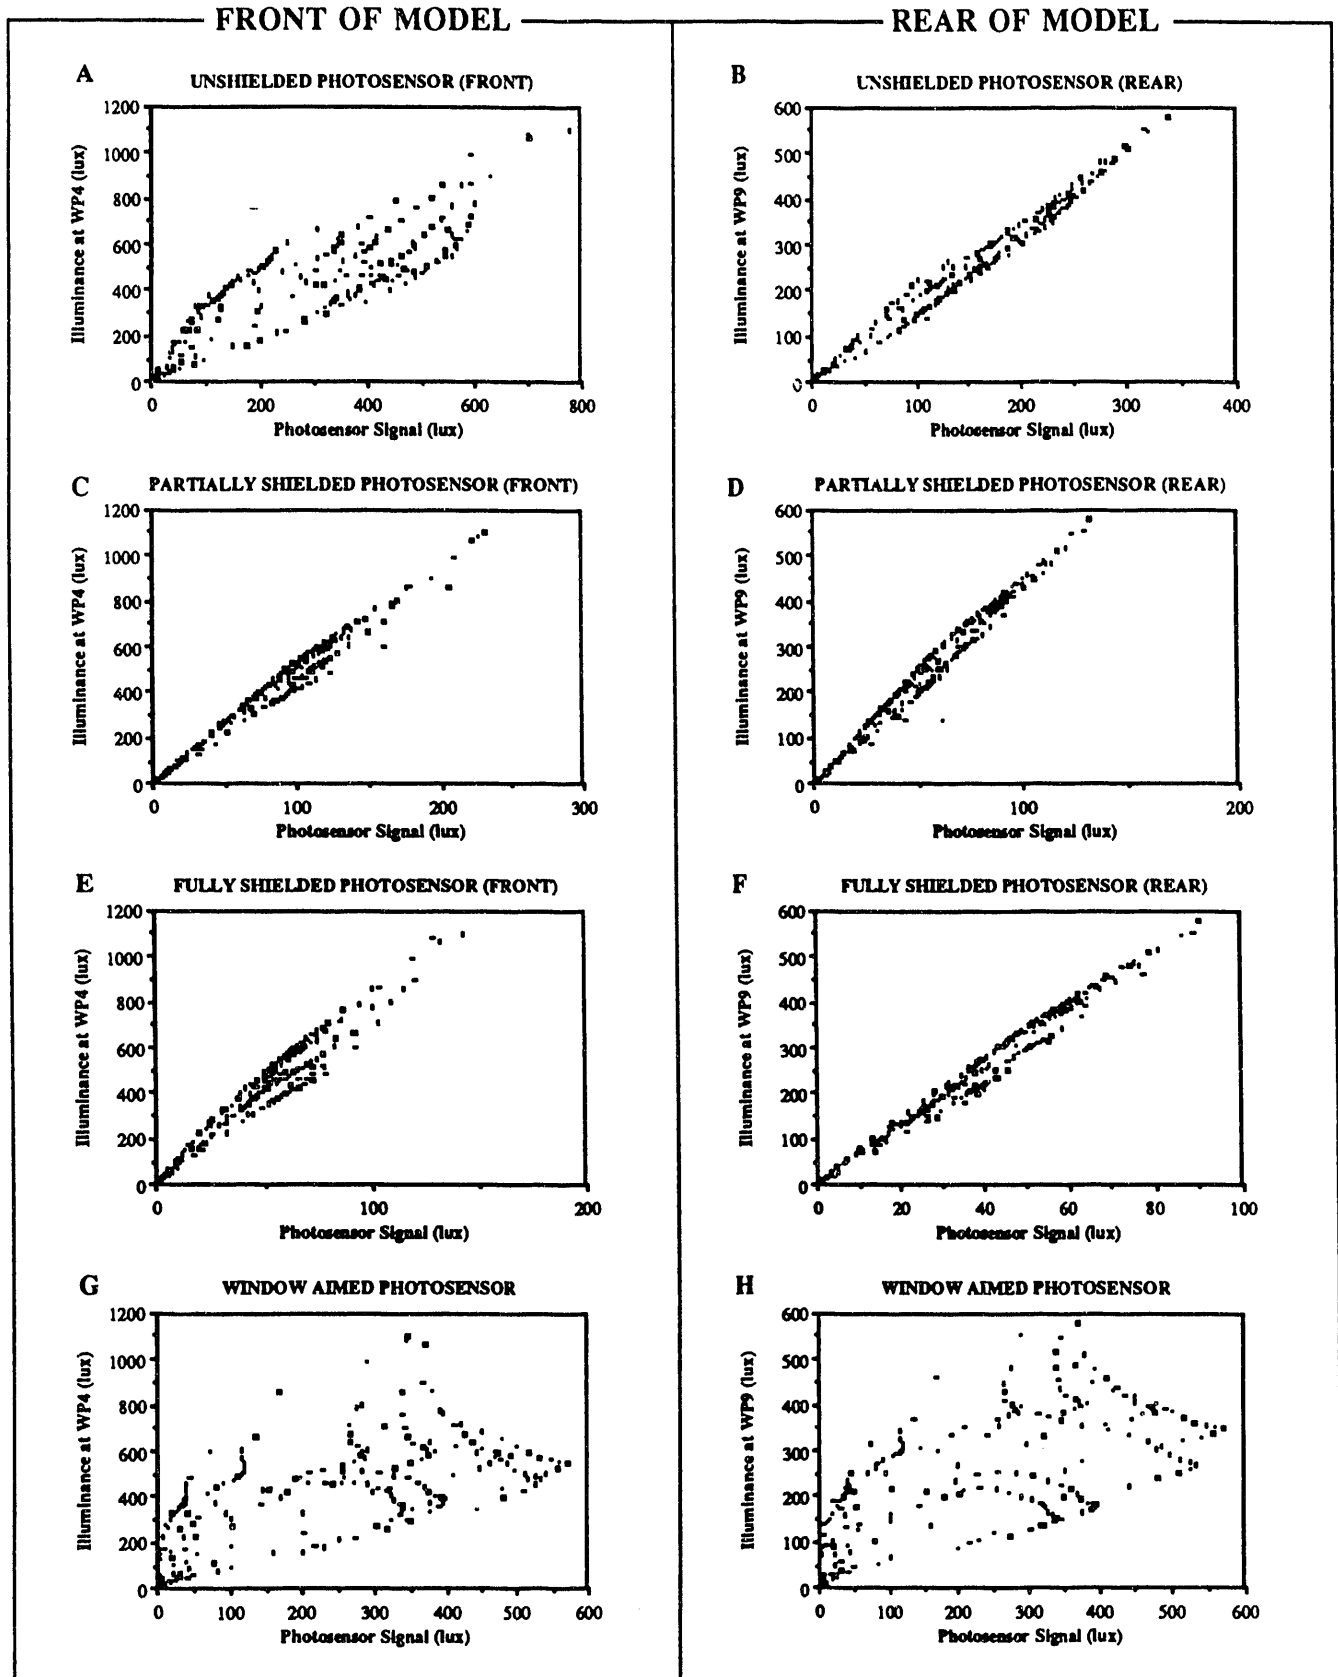 FRONT OF MODEL
REAR OF MODEL
A
UNSHIELDED PHOTOSENSOR (FRONT)
Illuminance at WP4 (lux)
1200
1000
800
600
400
200
0
0 200 400 600 800
Photosensor Signal (lux)
B
UNSHIELDED PHOTOSENSOR (REAR)
Illuminance at WP9 (lux)
600
500
400
300
200
100
0
0 100 200 300 400
Photosensor Signal (lux)
C
PARTIALLY SHIELDED PHOTOSENSOR (FRONT)
Illuminance at WP4 (lux)
1200
1000
800
600
400
200
0
0 100 200 300
Photosensor Signal (lux)
D
PARTIALLY SHIELDED PHOTOSENSOR (REAR)
Illuminance at WP9 (lux)
600
500
400
300
200
100
0
0 100 200
Photosensor Signal (lux)
E
FULLY SHIELDED PHOTOSENSOR (FRONT)
Illuminance at WP4 (lux)
1200
1000
800
600
400
200
0
0 100 200
Photosensor Signal (lux)
F
FULLY SHIELDED PHOTOSENSOR (REAR)
Illuminance at WP9 (lux)
600
500
400
300
200
100
0
0 20 40 60 80 100
Photosensor Signal (lux)
G
WINDOW AIMED PHOTOSENSOR
Illuminance at WP4 (lux)
1200
1000
800
600
400
200
0
0 100 200 300 400 500 600
Photosensor Signal (lux)
H
WINDOW AIMED PHOTOSENSOR
Illuminance at WP9 (lux)
600
500
400
300
200
100
0
0 100 200 300 400 500 600
Photosensor Signal (lux)